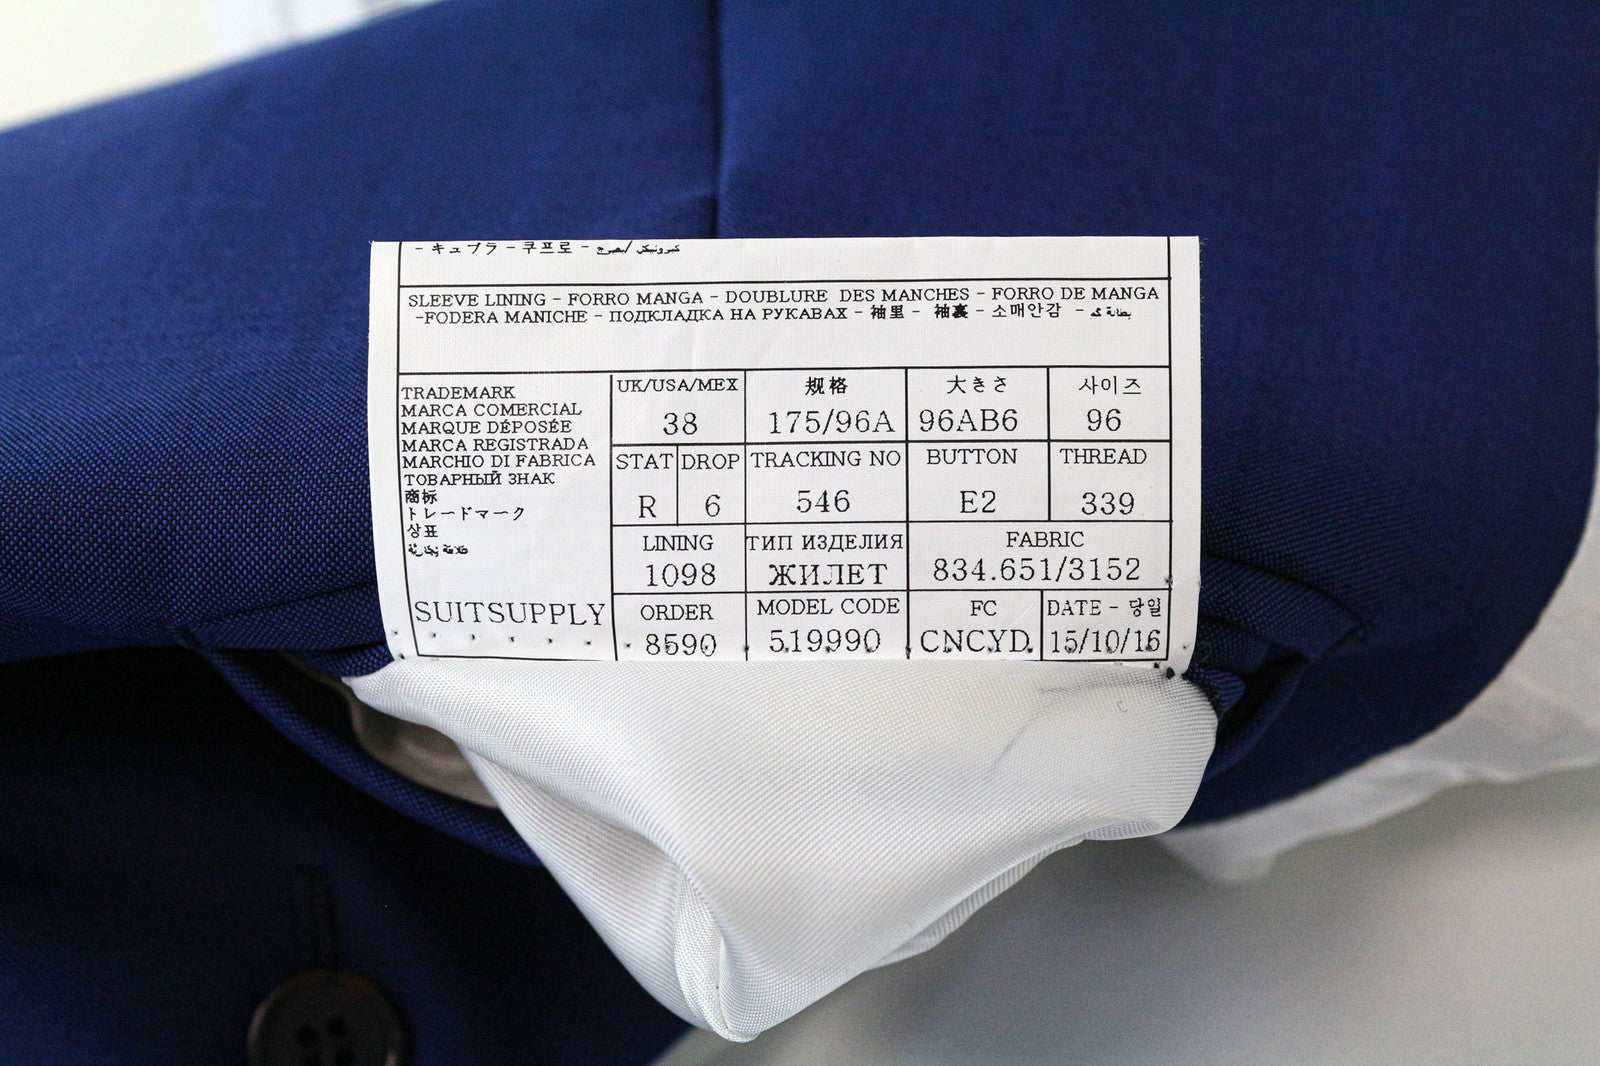 - キュプラ - 쿠프로 -
SLEEVE LINING - FORRO MANGA - DOUBLURE DES MANCHES - FORRO DE MANGA
-FODERA MANICHE - ПОДКЛАДКА НА РУКАВАХ - 袖里 - 袖裏 - 소매안감 -
TRADEMARK
MARCA COMERCIAL
MARQUE DÉPOSÉE
MARCA REGISTRADA
MARCHIO DI FABRICA
ТОВАРНЫЙ ЗНАК
商标
トレードマーク
상표
SUITSUPPLY
UK/USA/MEX 规格 大きさ 사이즈
38 175/96A 96AB6 96
STAT DROP TRACKING NO BUTTON THREAD
R 6 546 E2 339
LINING ТИП ИЗДЕЛИЯ FABRIC
1098 ЖИЛЕТ 834.651/3152
ORDER MODEL CODE FC DATE - 당일
8590 519990 CNCYD 15/10/16